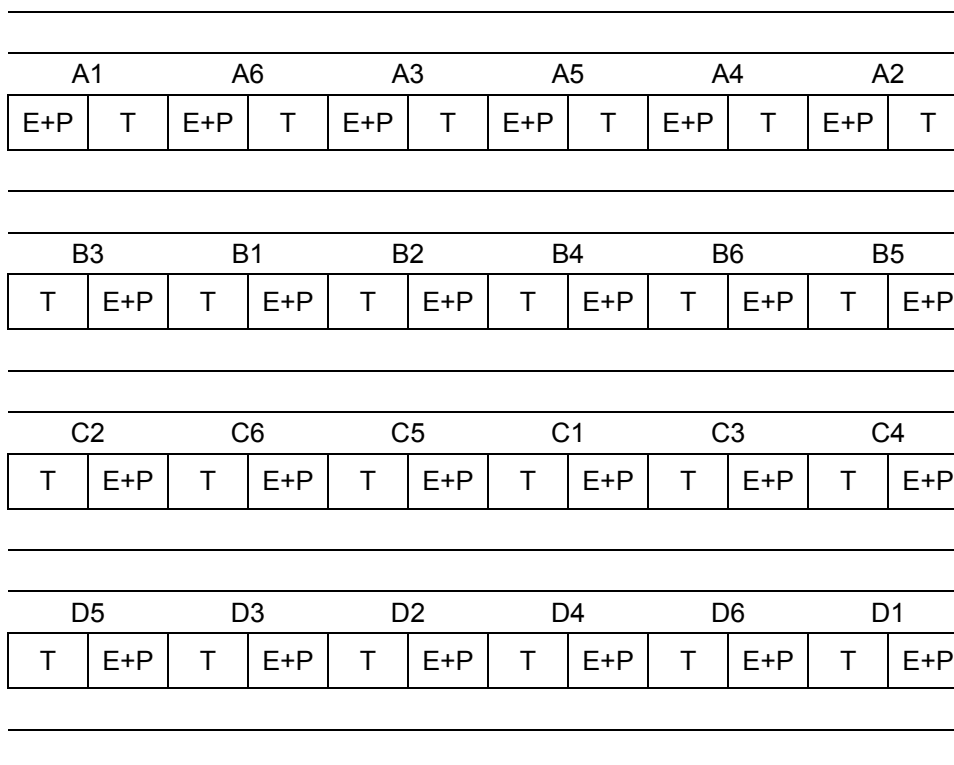 A1 A6 A3 A5 A4 A2
E+P T E+P T E+P T E+P T E+P T E+P T
B3 B1 B2 B4 B6 B5
T E+P T E+P T E+P T E+P T E+P T E+P
C2 C6 C5 C1 C3 C4
T E+P T E+P T E+P T E+P T E+P T E+P
D5 D3 D2 D4 D6 D1
T E+P T E+P T E+P T E+P T E+P T E+P